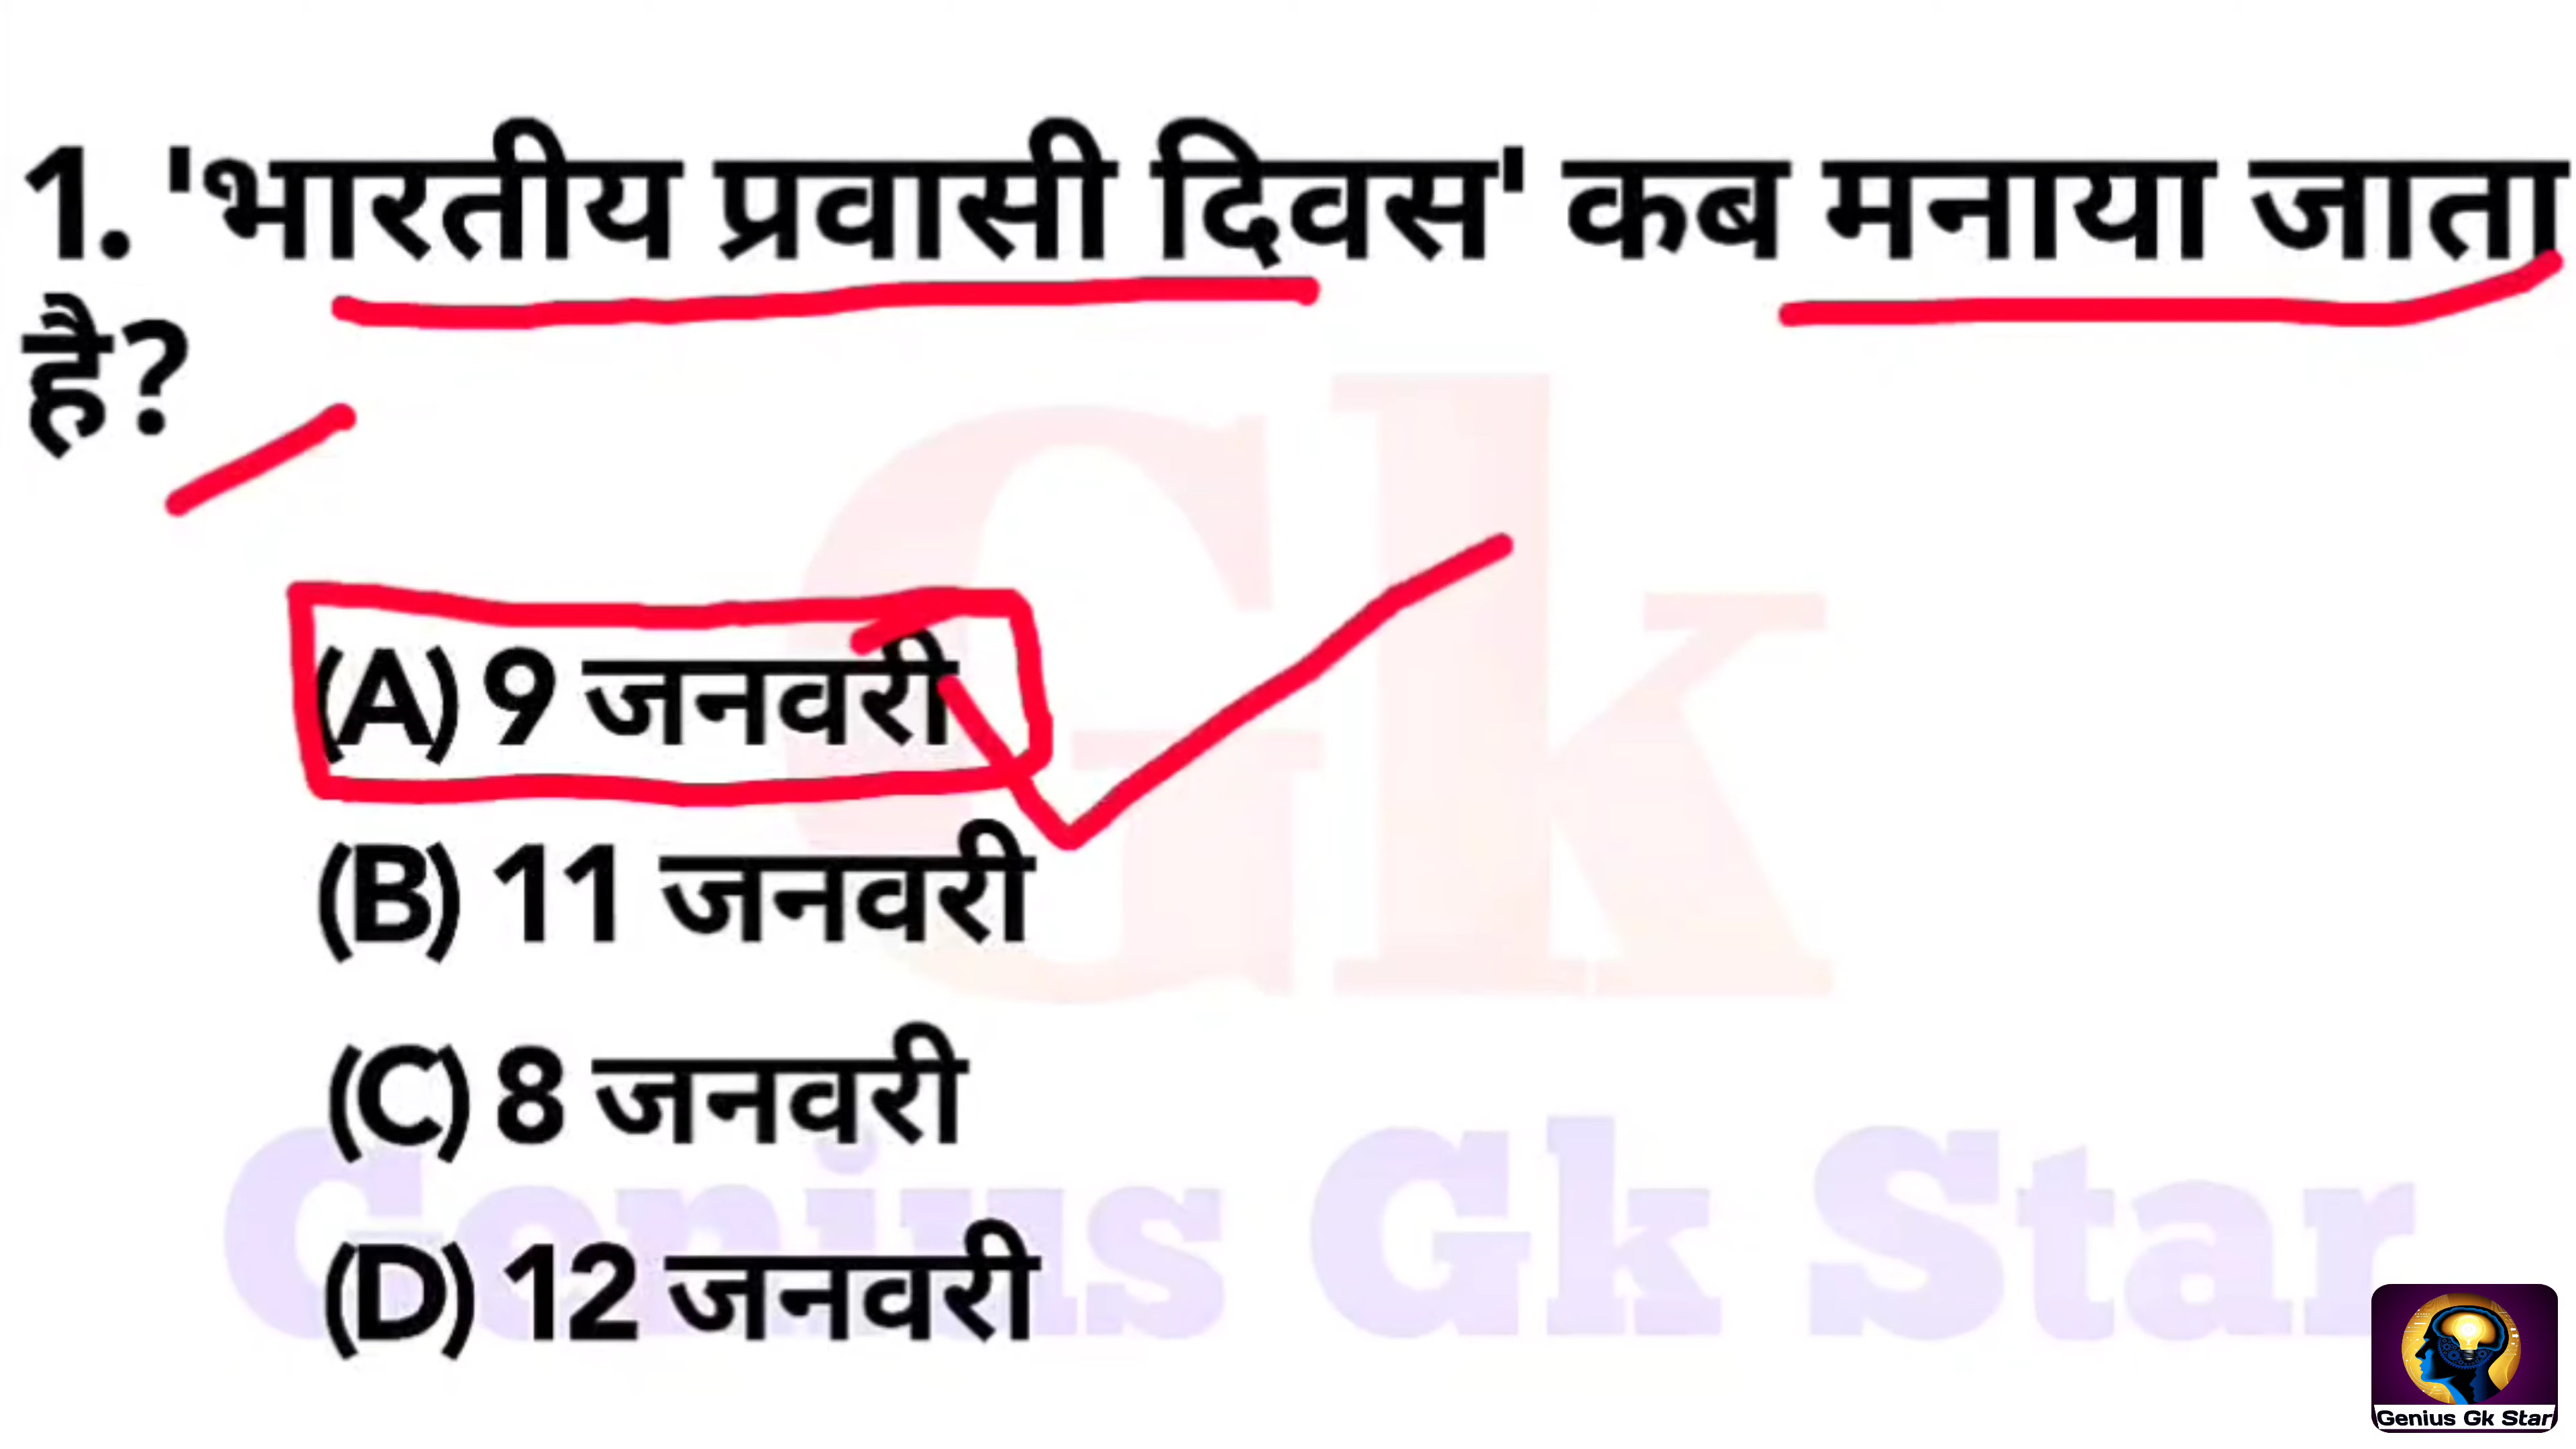 1. 'भारतीय प्रवासी दिवस' कब मनाया जाता
है?
Gk
(A) 9 जनवरी
(B) 11 जनवरी
(C) 8 जनवरी
Genius Gk Star
(D) 12 जनवरी
Genius Gk Star